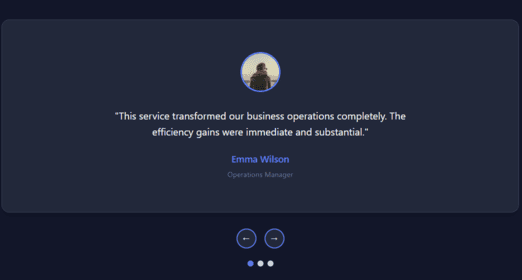 "This service transformed our business operations completely. The
efficiency gains were immediate and substantial."
Emma Wilson
Operations Manager
← →